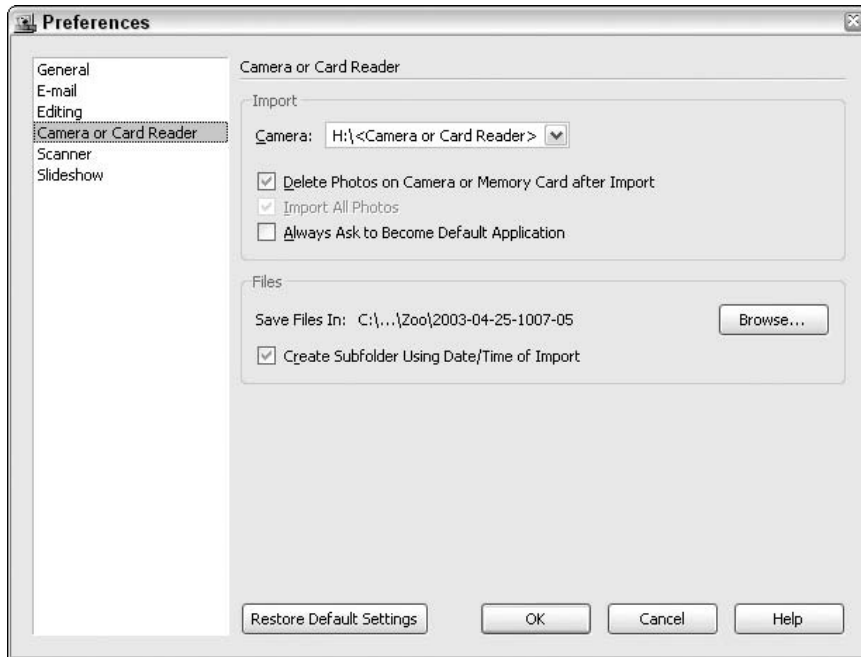 Preferences
General
E-mail
Editing
Camera or Card Reader
Scanner
Slideshow
Camera or Card Reader
Import
Camera: H:\<Camera or Card Reader>
Delete Photos on Camera or Memory Card after Import
Import All Photos
Always Ask to Become Default Application
Files
Save Files In: C:\...\Zoo\2003-04-25-1007-05 Browse...
Create Subfolder Using Date/Time of Import
Restore Default Settings OK Cancel Help